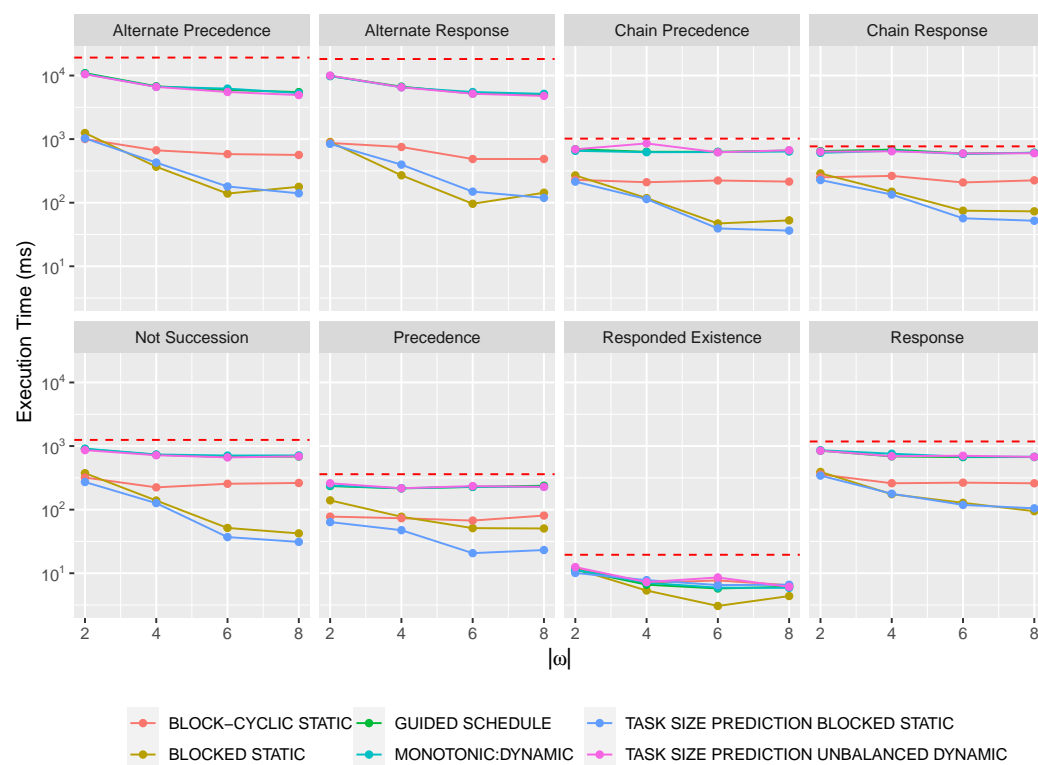 Alternate Precedence
Alternate Response
Chain Precedence
Chain Response
10^4
10^3
10^2
10^1
Not Succession
Precedence
Responded Existence
Response
10^4
10^3
10^2
10^1
2 4 6 8
2 4 6 8
2 4 6 8
2 4 6 8
Execution Time (ms)
|ω|
BLOCK−CYCLIC STATIC
GUIDED SCHEDULE
TASK SIZE PREDICTION BLOCKED STATIC
BLOCKED STATIC
MONOTONIC:DYNAMIC
TASK SIZE PREDICTION UNBALANCED DYNAMIC